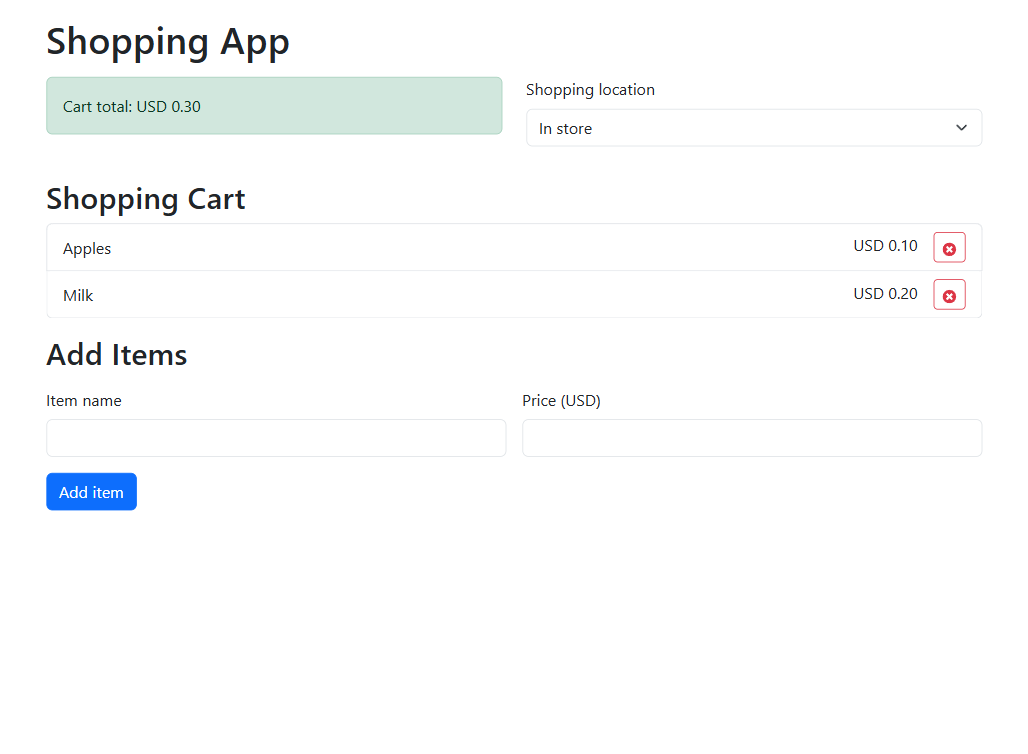 Shopping App
Cart total: USD 0.30
Shopping location
In store
Shopping Cart
Apples USD 0.10
Milk USD 0.20
Add Items
Item name Price (USD)
Add item